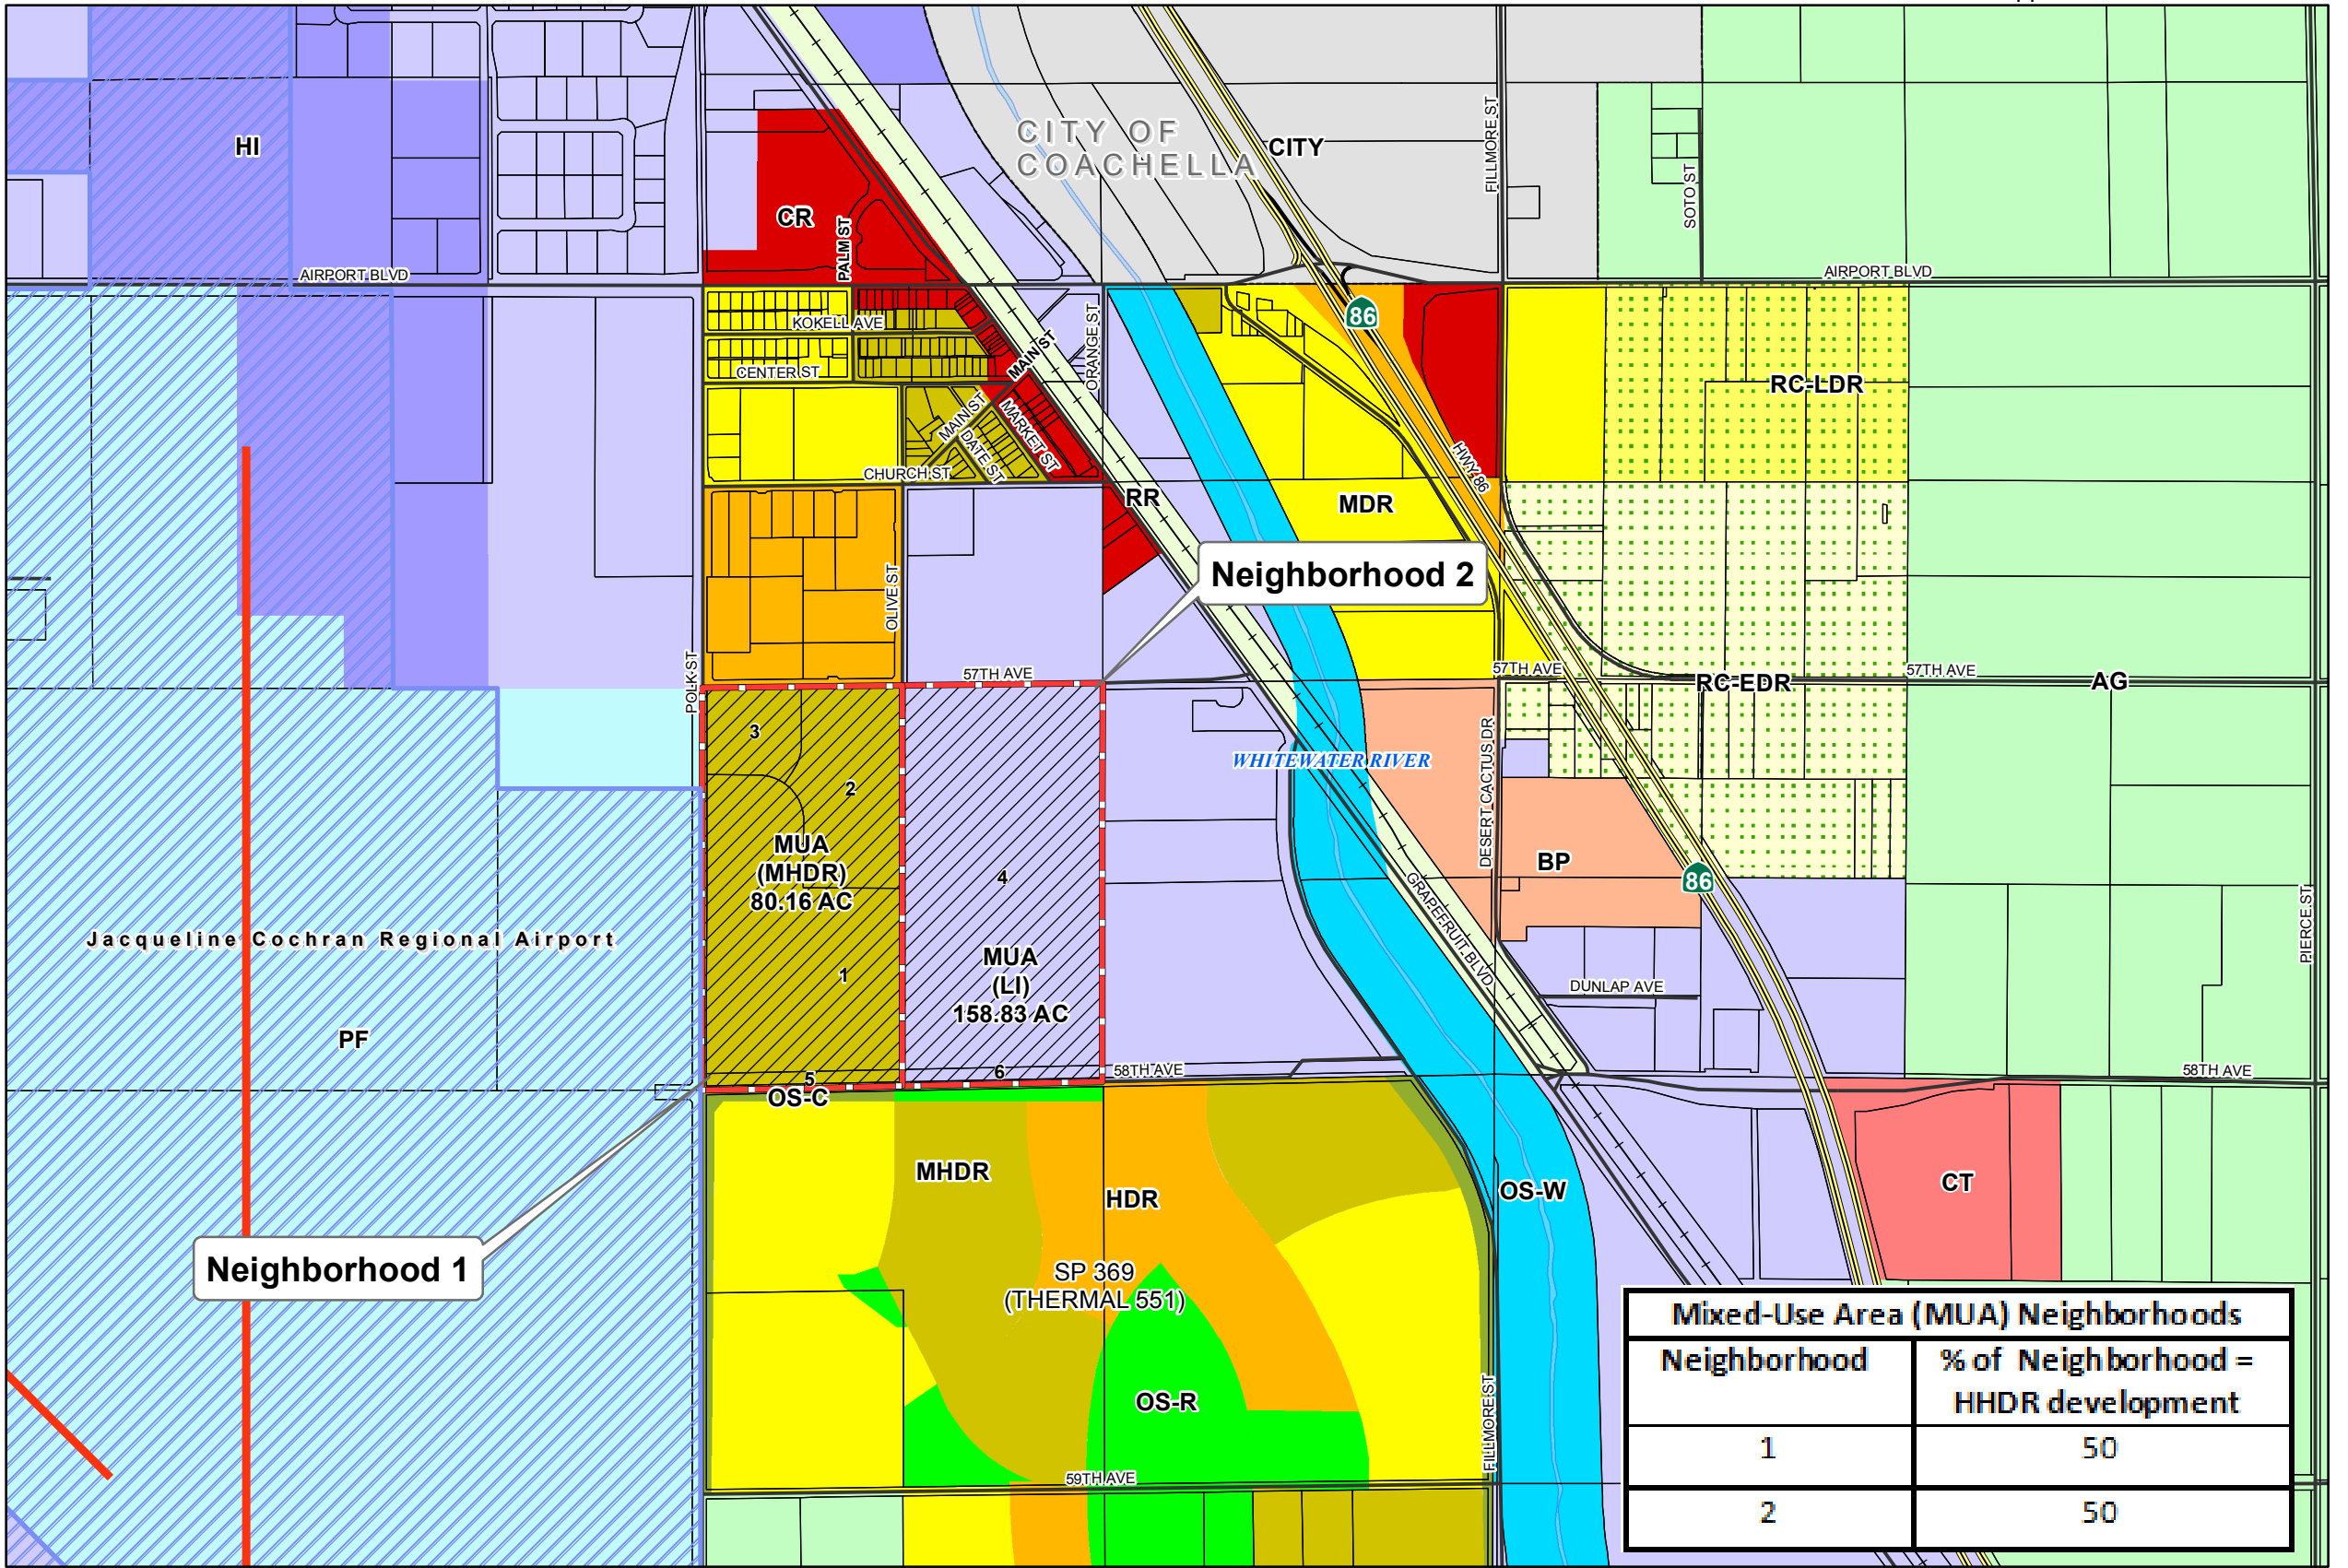 HI
CITY OF
COACHELLA
CITY
FILLMORE ST
SOTO ST
CR
PALM ST
AIRPORT BLVD
AIRPORT BLVD
86
KOKELL AVE
CENTER ST
MAIN ST
ORANGE ST
MAIN ST
DATE ST
MARKET ST
CHURCH ST
RC-LDR
HWY 86
RR
MDR
Neighborhood 2
OLIVE ST
POLK ST
57TH AVE
57TH AVE
RC-EDR
57TH AVE
AG
3
2
WHITEWATER RIVER
DESERT CACTUS DR
MUA
(MHDR)
80.16 AC
4
BP
86
GRAPEFRUIT BLVD
PIERCE ST
Jacqueline Cochran Regional Airport
1
MUA
(LI)
158.83 AC
DUNLAP AVE
PF
5
6
58TH AVE
58TH AVE
OS-C
MHDR
HDR
OS-W
CT
Neighborhood 1
SP 369
(THERMAL 551)
OS-R
FILLMORE ST
59TH AVE
Mixed-Use Area (MUA) Neighborhoods
Neighborhood
% of Neighborhood =
HHDR development
1
50
2
50